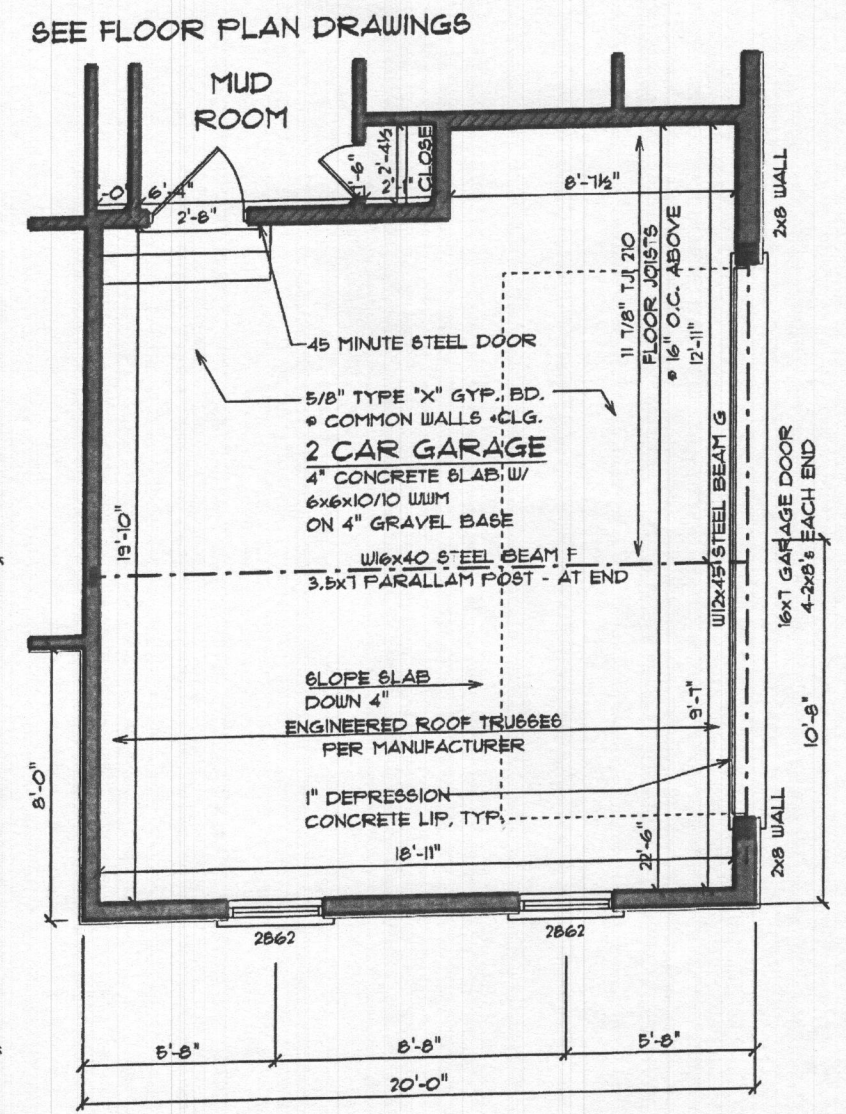 SEE FLOOR PLAN DRAWINGS
MUD
ROOM
CLOSE
2'-4½
6'-4"
2'-8"
2'-1"
8'-7½"
2x8 WALL
11 7/8" TJI 210
FLOOR JOISTS
@ 16" O.C. ABOVE
12'-11"
45 MINUTE STEEL DOOR
5/8" TYPE "X" GYP. BD.
@ COMMON WALLS +CLG.
2 CAR GARAGE
4" CONCRETE SLAB W/
6x6x10/10 WWM
ON 4" GRAVEL BASE
19'-10"
W16x40 STEEL BEAM F
3.5x7 PARALLAM POST - AT END
W12x45 STEEL BEAM G
16x7 GARAGE DOOR
4-2x8's EACH END
SLOPE SLAB
DOWN 4"
ENGINEERED ROOF TRUSSES
PER MANUFACTURER
9'-7"
10'-8"
8'-0"
1" DEPRESSION
CONCRETE LIP, TYP.
2x8 WALL
18'-11"
22'-6"
2862
2862
5'-8"
8'-8"
5'-8"
20'-0"